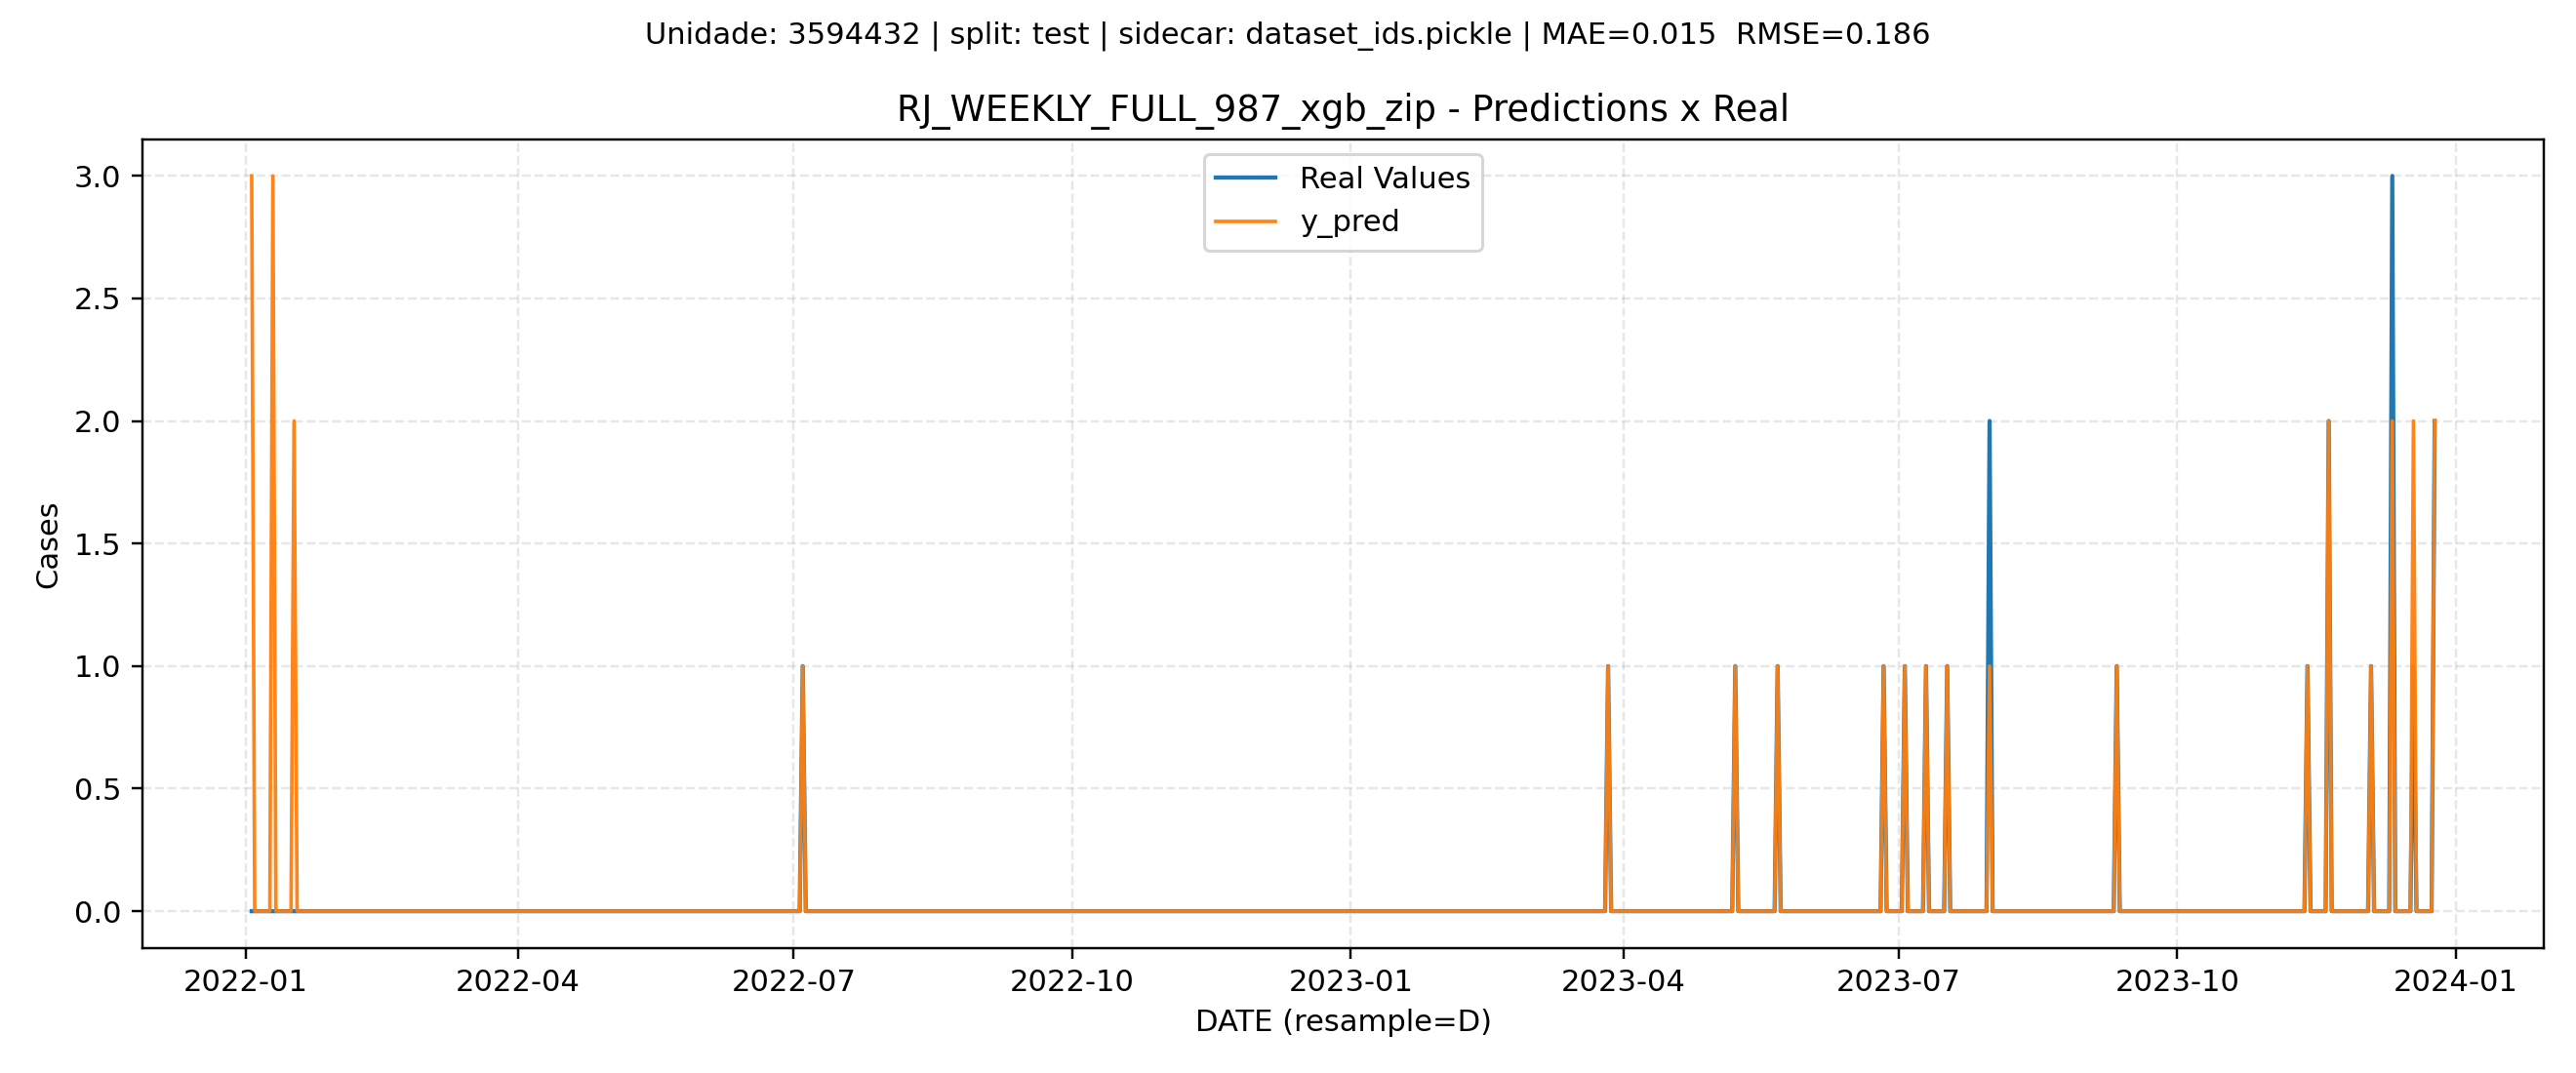 Unidade: 3594432 | split: test | sidecar: dataset_ids.pickle | MAE=0.015  RMSE=0.186
RJ_WEEKLY_FULL_987_xgb_zip - Predictions x Real
Real Values
y_pred
Cases
3.0
2.5
2.0
1.5
1.0
0.5
0.0
2022-01 2022-04 2022-07 2022-10 2023-01 2023-04 2023-07 2023-10 2024-01
DATE (resample=D)